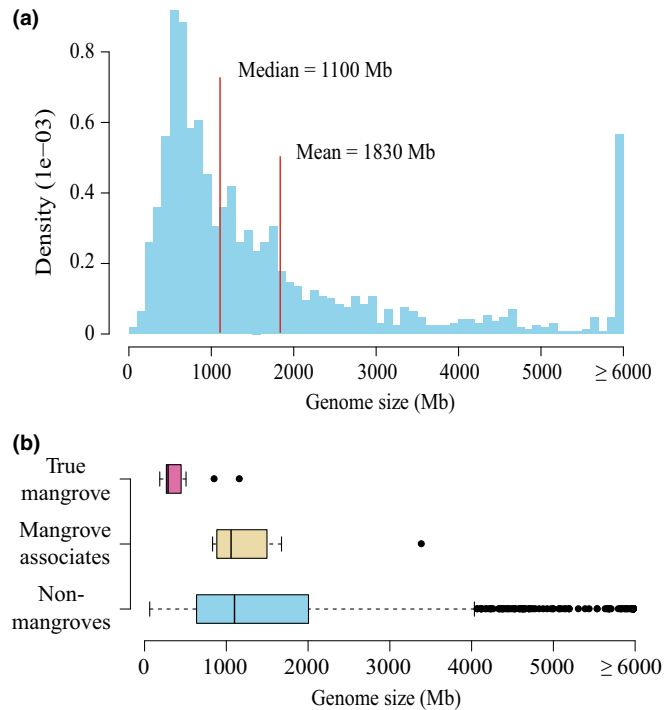 (a)
0.8
0.6
0.4
0.2
0
Density (1e−03)
Median = 1100 Mb
Mean = 1830 Mb
0 1000 2000 3000 4000 5000 ≥ 6000
Genome size (Mb)
(b)
True
mangrove
Mangrove
associates
Non-
mangroves
0 1000 2000 3000 4000 5000 ≥ 6000
Genome size (Mb)